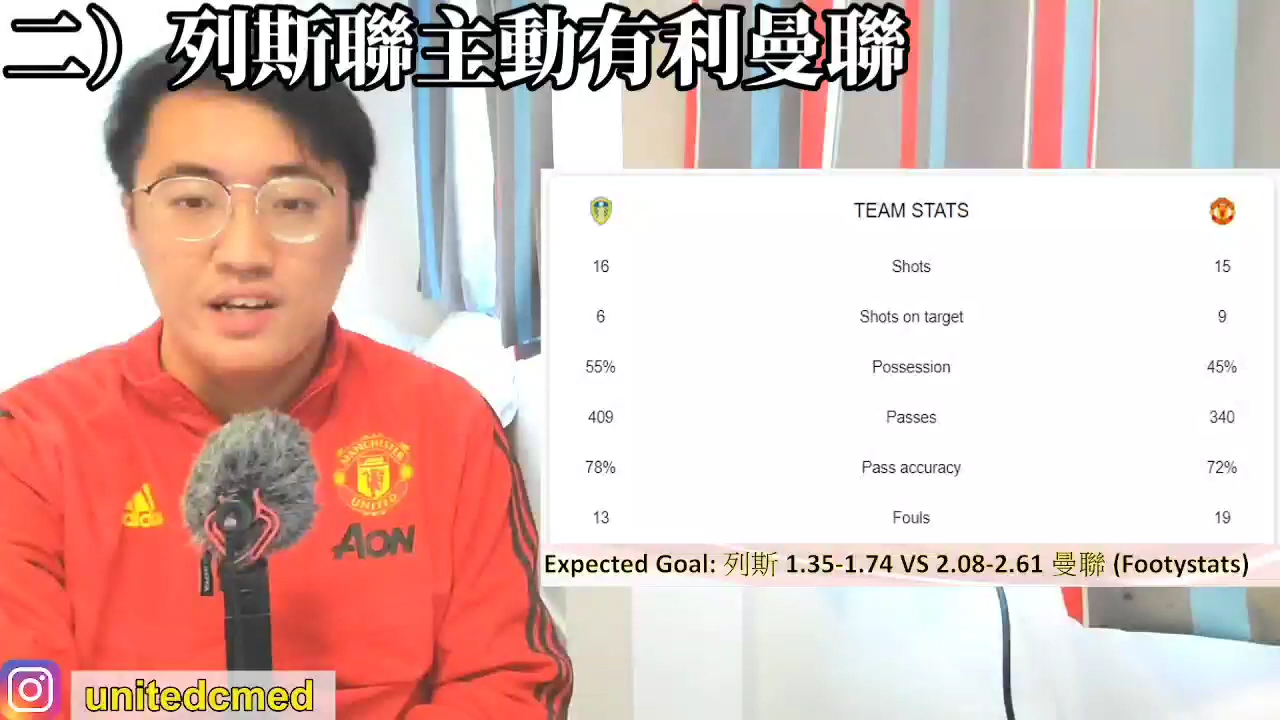 二） 列斯聯主動有利曼聯
TEAM STATS
16 Shots 15
6 Shots on target 9
55% Possession 45%
409 Passes 340
78% Pass accuracy 72%
13 Fouls 19
Expected Goal: 列斯 1.35-1.74 VS 2.08-2.61 曼聯 (Footystats)
MANCHESTER
UNITED
adidas
AON
unitedcmed